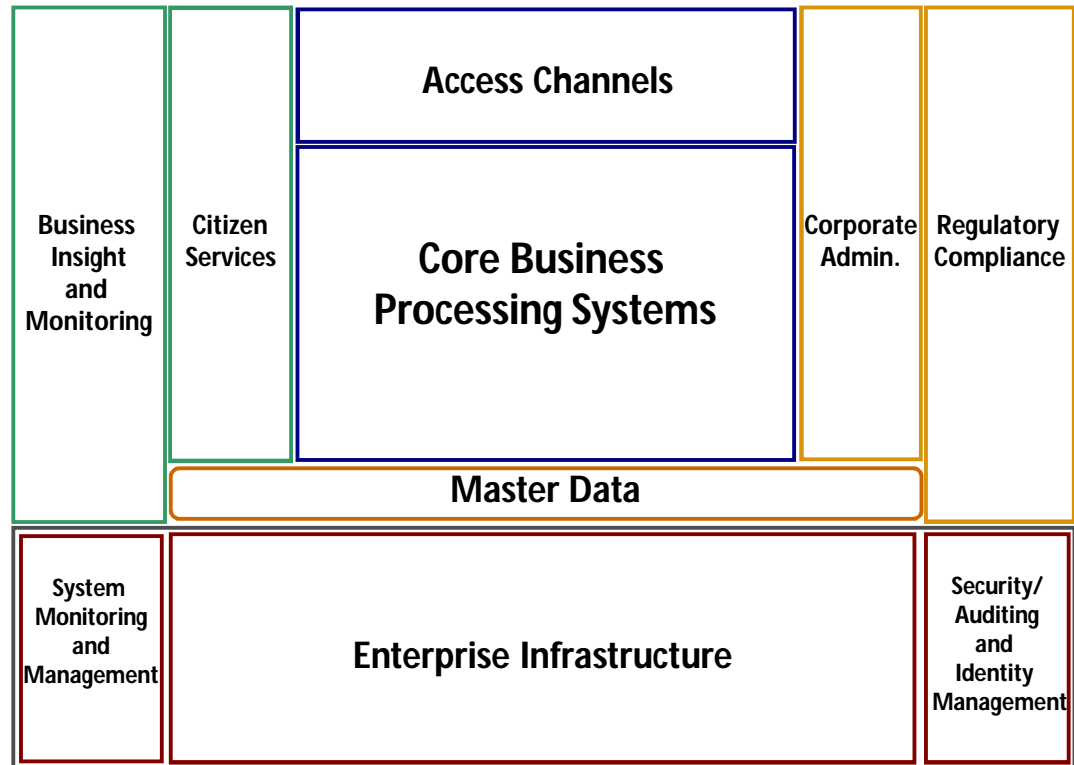 Access Channels
Business
Insight
and
Monitoring
Citizen
Services
Core Business
Processing Systems
Corporate
Admin.
Regulatory
Compliance
Master Data
System
Monitoring
and
Management
Enterprise Infrastructure
Security/
Auditing
and
Identity
Management